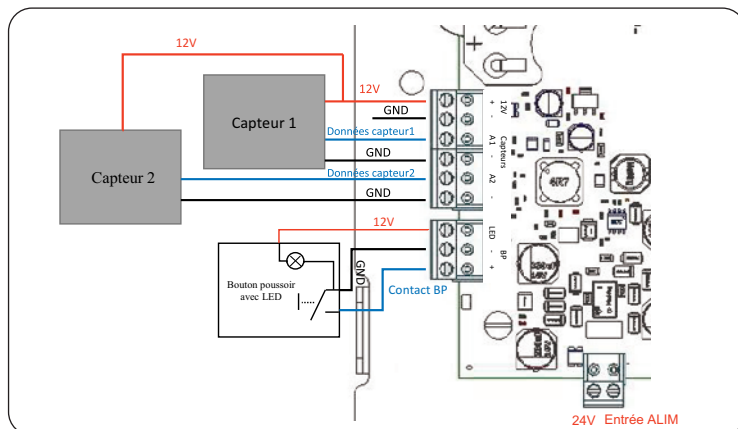 12V
12V
GND
Capteur 1
Données capteur1
GND
Données capteur2
Capteur 2
GND
12V
GND
Bouton poussoir
avec LED
Contact BP
+
12V
-
A1
Capteurs
-
A2
-
LED
-
BP
+
4R7
24V Entrée ALIM